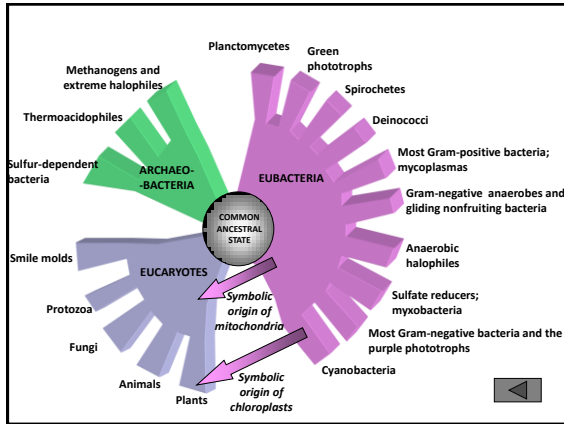 Planctomycetes
Green
phototrophs
Spirochetes
Deinococci
Most Gram-positive bacteria;
mycoplasmas
Gram-negative anaerobes and
gliding nonfruiting bacteria
Anaerobic
halophiles
Sulfate reducers;
myxobacteria
Most Gram-negative bacteria and the
purple phototrophs
Cyanobacteria
EUBACTERIA
Methanogens and
extreme halophiles
Thermoacidophiles
Sulfur-dependent
bacteria
ARCHAEO-
-BACTERIA
COMMON
ANCESTRAL
STATE
EUCARYOTES
Smile molds
Protozoa
Fungi
Animals
Plants
Symbolic
origin of
mitochondria
Symbolic
origin of
chloroplasts